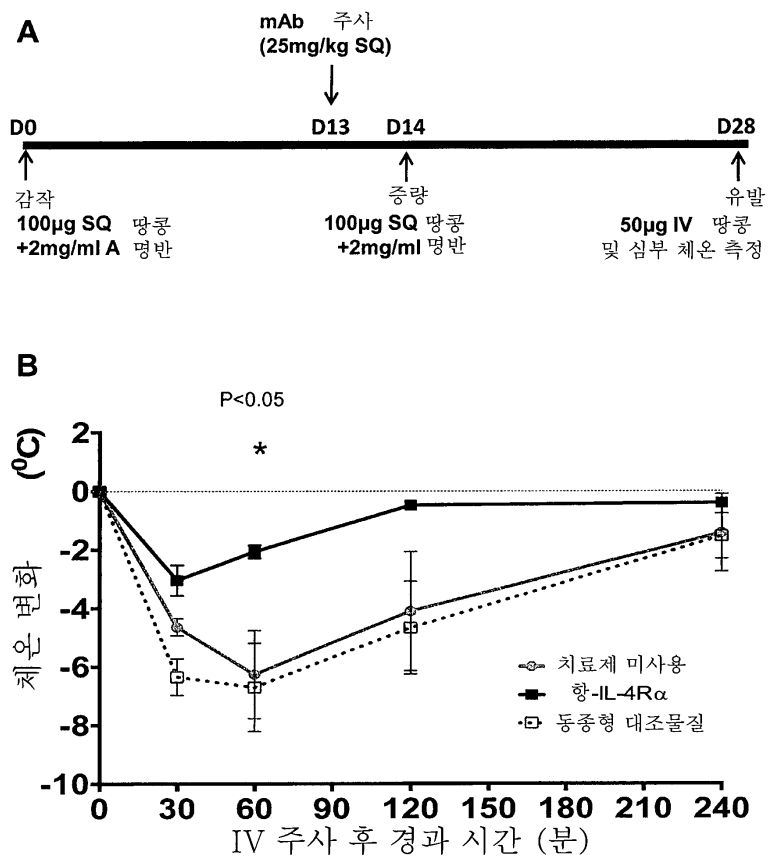 A
mAb 주사
(25mg/kg SQ)
D0 D13 D14 D28
감작 증량 유발
100μg SQ 땅콩 100μg SQ 땅콩 50μg IV 땅콩
+2mg/ml A 명반 +2mg/ml 명반 및 심부 체온 측정
B
P<0.05
*
체온 변화 (⁰C)
2
0
-2
-4
-6
-8
-10
치료제 미사용
항-IL-4Rα
동종형 대조물질
0 30 60 90 120 150 180 210 240
IV 주사 후 경과 시간 (분)